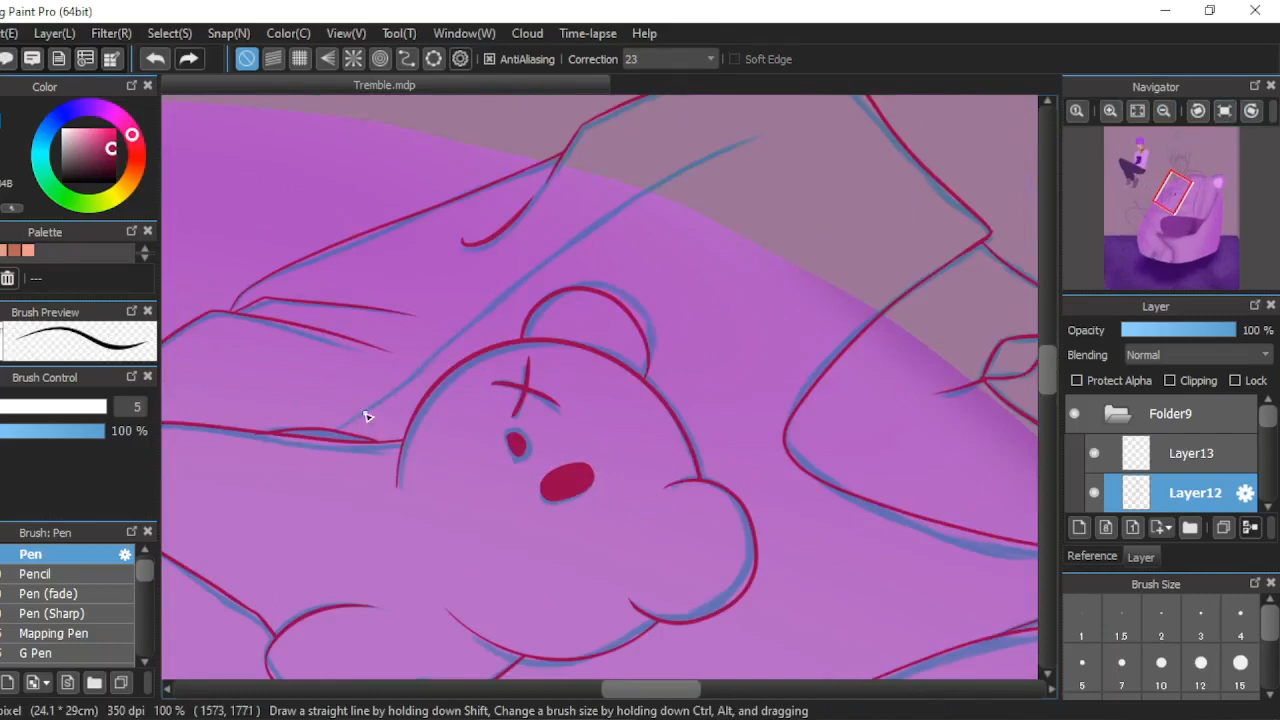 g Paint Pro (64bit)
t(E) Layer(L) Filter(R) Select(S) Snap(N) Color(C) View(V) Tool(T) Window(W) Cloud Time-lapse Help
AntiAliasing Correction 23 Soft Edge
Color
Tremble.mdp
Navigator
84B
Palette
---
Brush Preview
Layer
Opacity 100 %
Blending Normal
Brush Control
Protect Alpha Clipping Lock
5
100 %
Folder9
Layer13
Layer12
Brush: Pen
Pen
Pencil
Pen (fade)
Pen (Sharp)
Mapping Pen
G Pen
Reference Layer
Brush Size
1 1.5 2 3 4
5 7 10 12 15
pixel (24.1 * 29cm) 350 dpi 100 % ( 1573, 1771 ) Draw a straight line by holding down Shift, Change a brush size by holding down Ctrl, Alt, and dragging